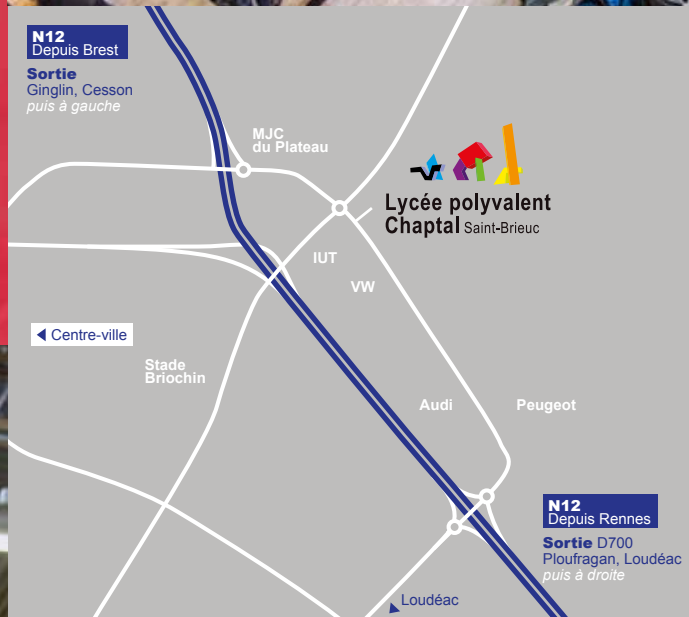 N12
Depuis Brest
Sortie
Ginglin, Cesson
puis à gauche
MJC
du Plateau
Lycée polyvalent
Chaptal Saint-Brieuc
IUT
VW
Centre-ville
Stade
Briochin
Audi
Peugeot
N12
Depuis Rennes
Sortie D700
Ploufragan, Loudéac
puis à droite
Loudéac